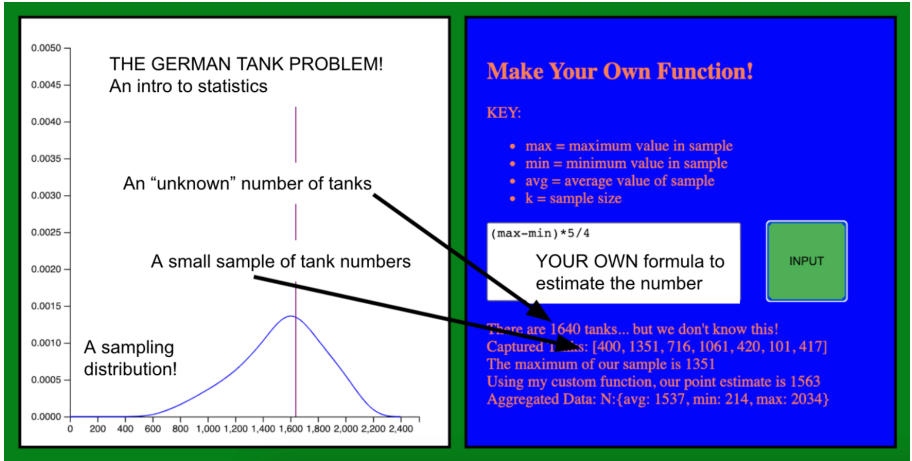 THE GERMAN TANK PROBLEM!
An intro to statistics
An “unknown” number of tanks
A small sample of tank numbers
A sampling
distribution!
0.0050
0.0045
0.0040
0.0035
0.0030
0.0025
0.0020
0.0015
0.0010
0.0005
0.0000
0 200 400 600 800 1,000 1,200 1,400 1,600 1,800 2,000 2,200 2,400
Make Your Own Function!
KEY:
• max = maximum value in sample
• min = minimum value in sample
• avg = average value of sample
• k = sample size
(max-min)*5/4
YOUR OWN formula to
estimate the number
INPUT
There are 1640 tanks... but we don't know this!
Captured Tanks: [400, 1351, 716, 1061, 420, 101, 417]
The maximum of our sample is 1351
Using my custom function, our point estimate is 1563
Aggregated Data: N:{avg: 1537, min: 214, max: 2034}